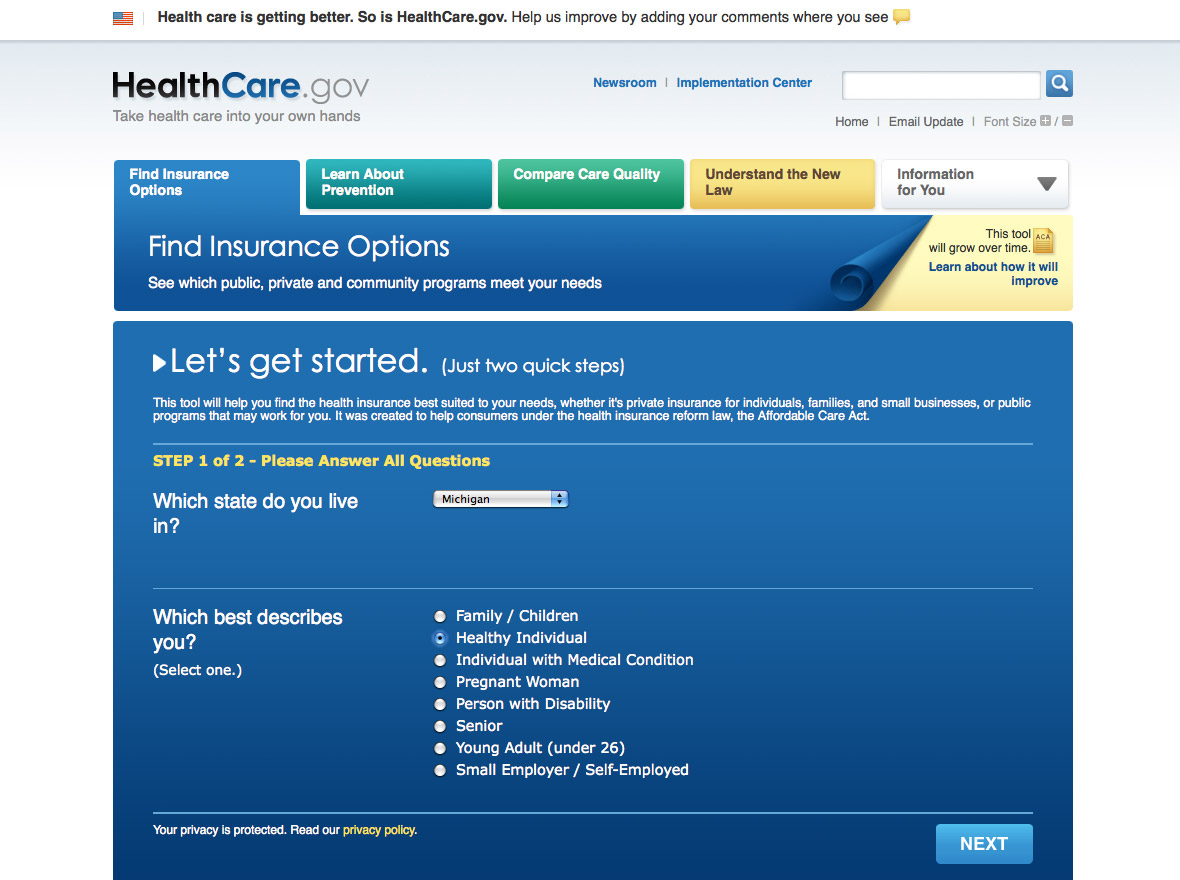 Health care is getting better. So is HealthCare.gov. Help us improve by adding your comments where you see
HealthCare.gov
Take health care into your own hands
Newsroom | Implementation Center
Home | Email Update | Font Size + / -
Find Insurance
Options
Learn About
Prevention
Compare Care Quality
Understand the New
Law
Information
for You
Find Insurance Options
See which public, private and community programs meet your needs
This tool
will grow over time.
ACA
Learn about how it will
improve
Let's get started. (Just two quick steps)
This tool will help you find the health insurance best suited to your needs, whether it's private insurance for individuals, families, and small businesses, or public
programs that may work for you. It was created to help consumers under the health insurance reform law, the Affordable Care Act.
STEP 1 of 2 - Please Answer All Questions
Which state do you live
in?
Michigan
Which best describes
you?
(Select one.)
Family / Children
Healthy Individual
Individual with Medical Condition
Pregnant Woman
Person with Disability
Senior
Young Adult (under 26)
Small Employer / Self-Employed
Your privacy is protected. Read our privacy policy.
NEXT